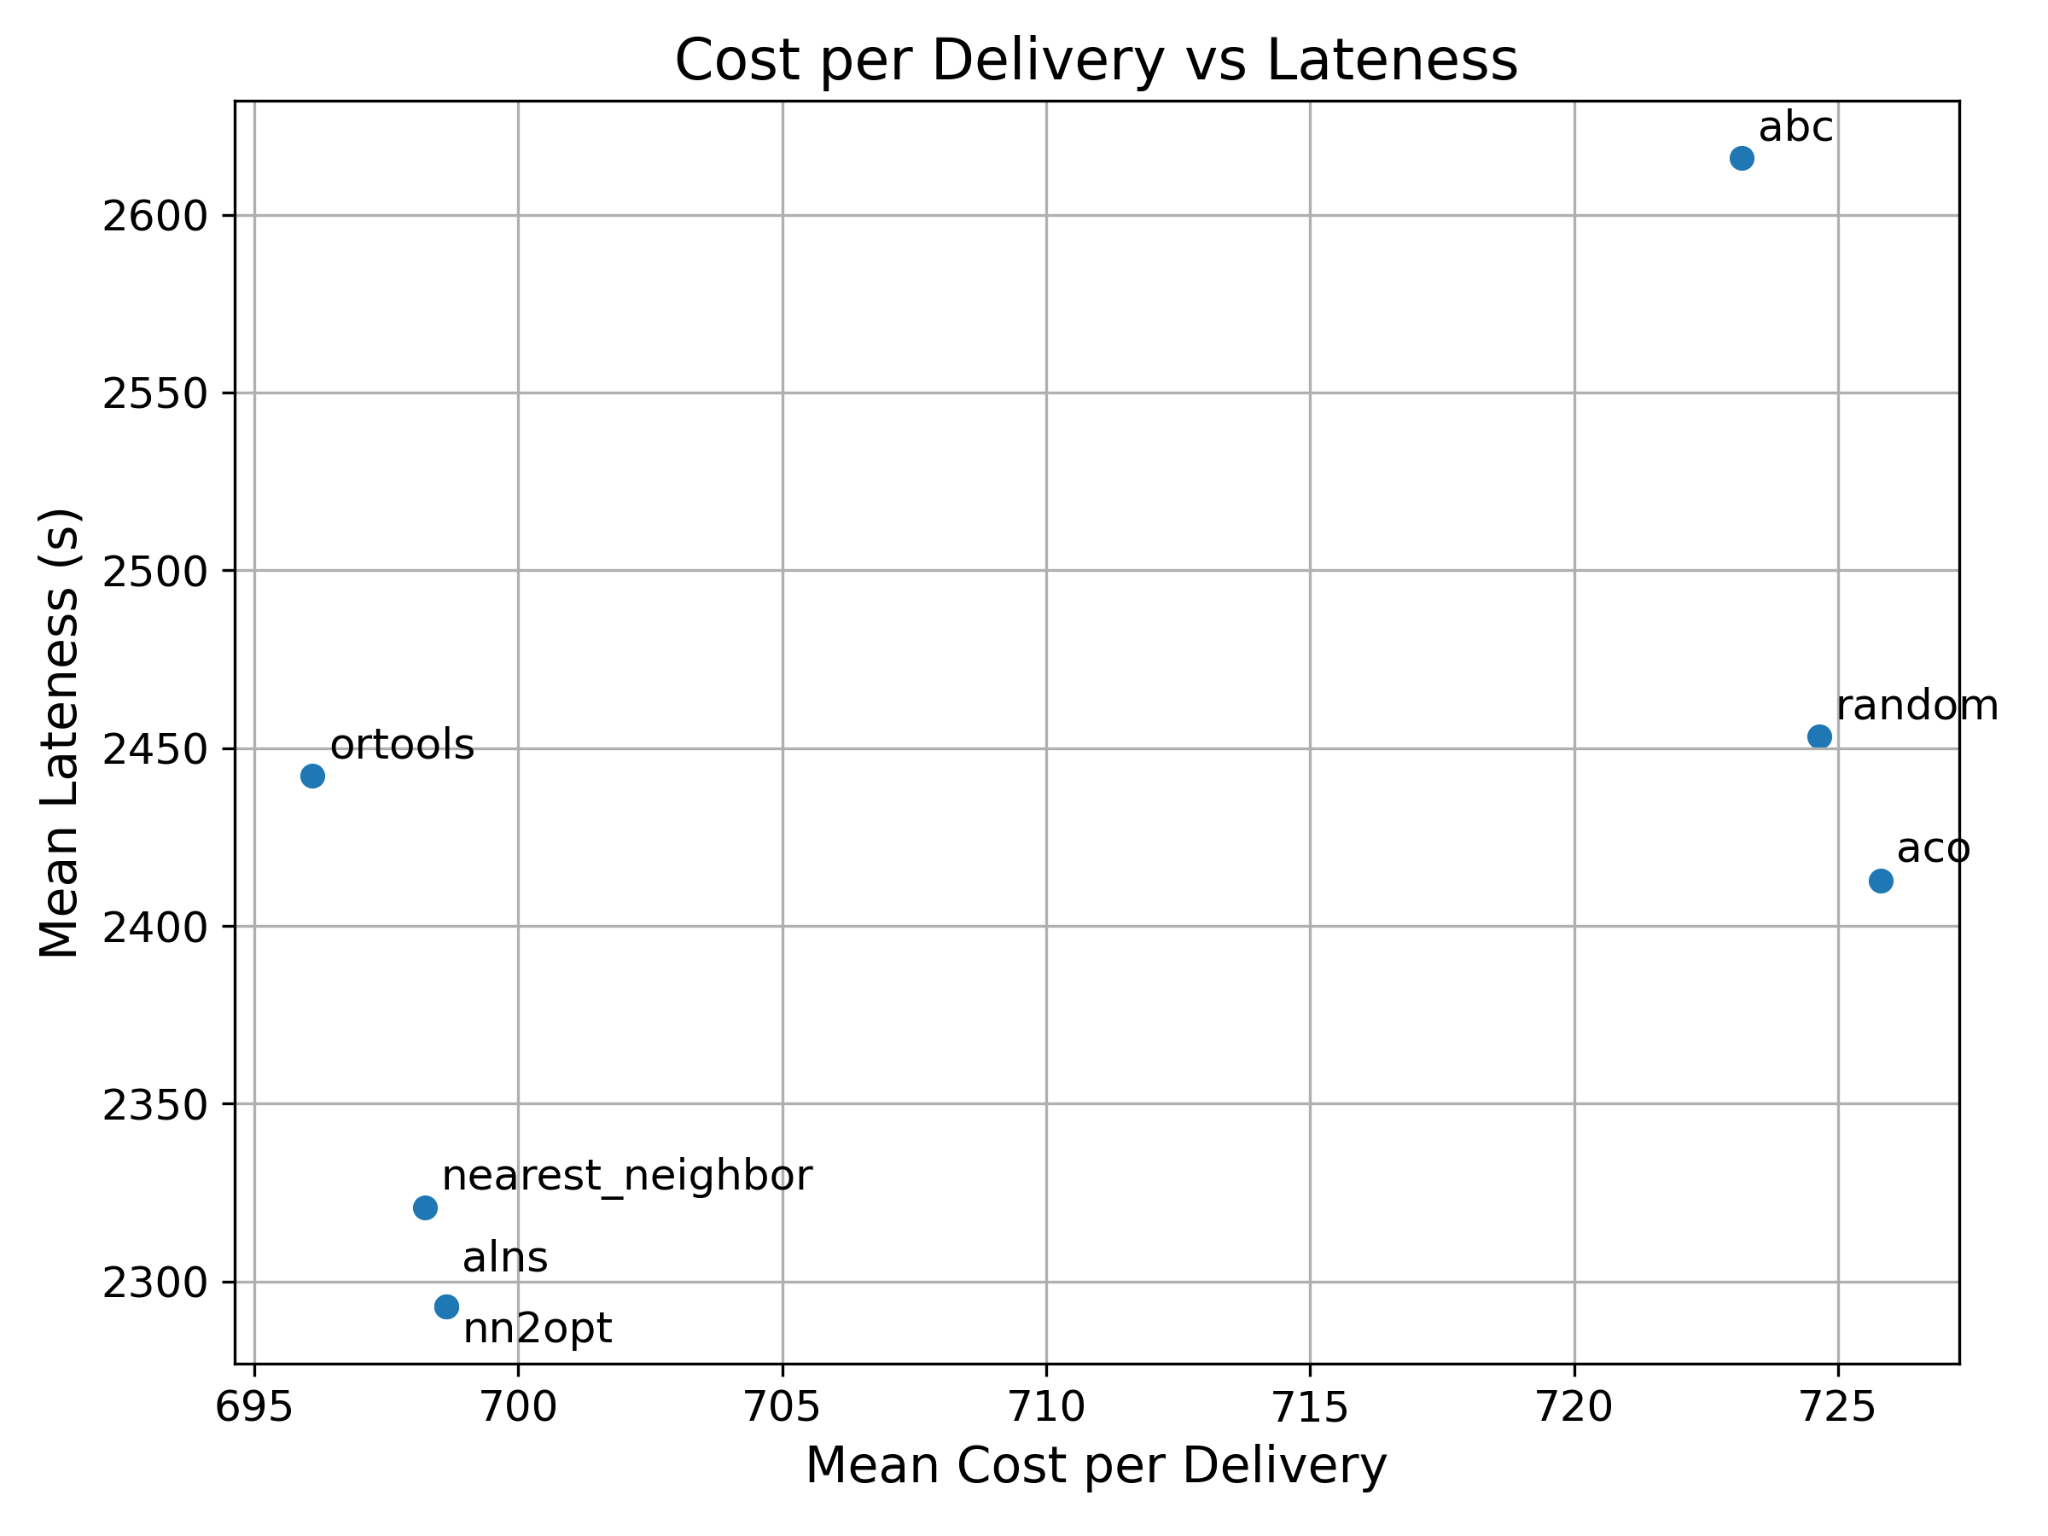 Cost per Delivery vs Lateness
abc
2600
2550
2500
random
ortools
2450
aco
2400
2350
nearest_neighbor
alns
2300
nn2opt
Mean Lateness (s)
695 700 705 710 715 720 725
Mean Cost per Delivery